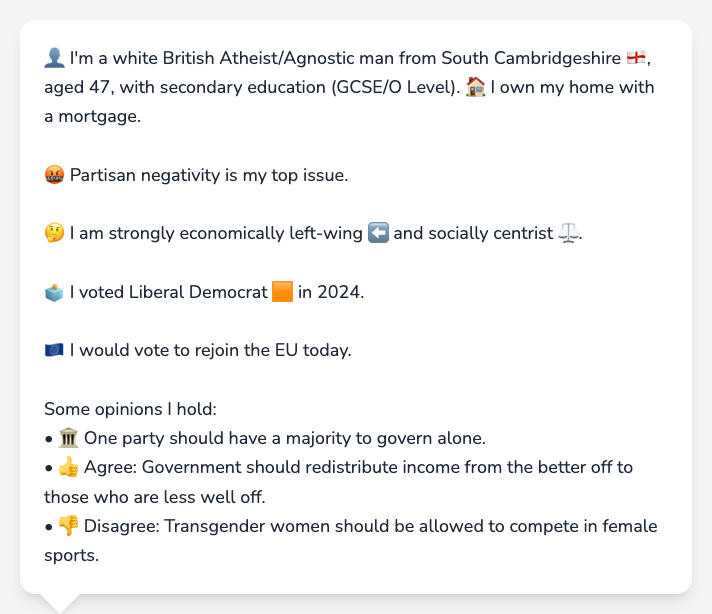 👤 I'm a white British Atheist/Agnostic man from South Cambridgeshire 🏴󠁧󠁢󠁥󠁮󠁧󠁿,
aged 47, with secondary education (GCSE/O Level). 🏠 I own my home with
a mortgage.
🤬 Partisan negativity is my top issue.
🤔 I am strongly economically left-wing ⬅️ and socially centrist ⚖️.
🗳️ I voted Liberal Democrat 🟧 in 2024.
🇪🇺 I would vote to rejoin the EU today.
Some opinions I hold:
• 🏛️ One party should have a majority to govern alone.
• 👍 Agree: Government should redistribute income from the better off to
those who are less well off.
• 👎 Disagree: Transgender women should be allowed to compete in female
sports.